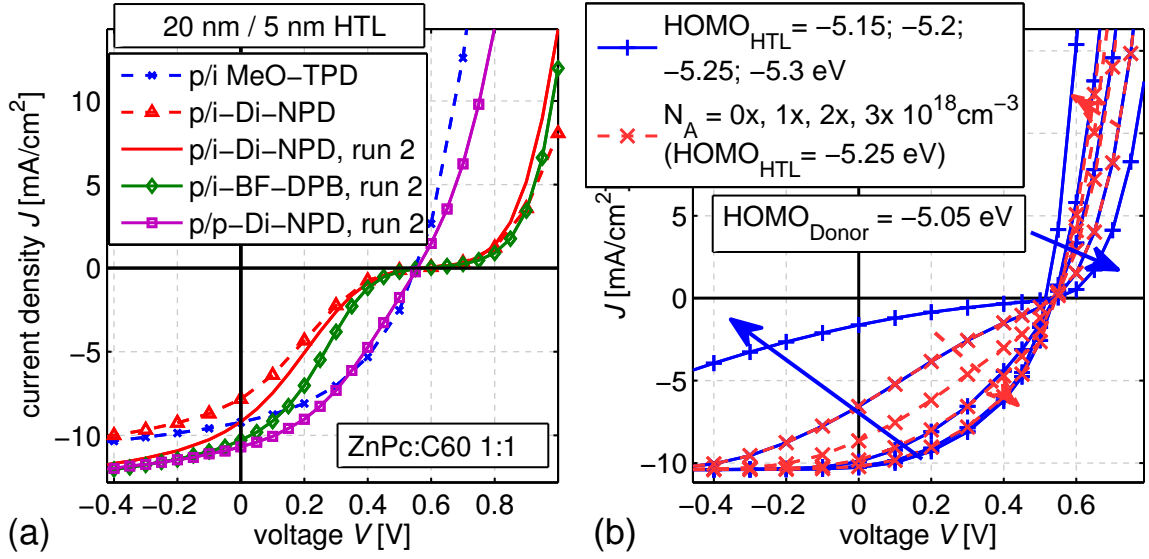 20 nm / 5 nm HTL
p/i MeO−TPD
p/i−Di−NPD
p/i−Di−NPD, run 2
p/i−BF−DPB, run 2
p/p−Di−NPD, run 2
ZnPc:C60 1:1
current density J [mA/cm²]
10
5
0
−5
−10
−0.4 −0.2 0 0.2 0.4 0.6 0.8 1
voltage V [V]
(a)
HOMO_HTL = −5.15; −5.2;
−5.25; −5.3 eV
N_A = 0x, 1x, 2x, 3x 10¹⁸cm⁻³
(HOMO_HTL = −5.25 eV)
HOMO_Donor = −5.05 eV
J [mA/cm²]
5
0
−5
−10
−0.4 −0.2 0 0.2 0.4 0.6
voltage V [V]
(b)